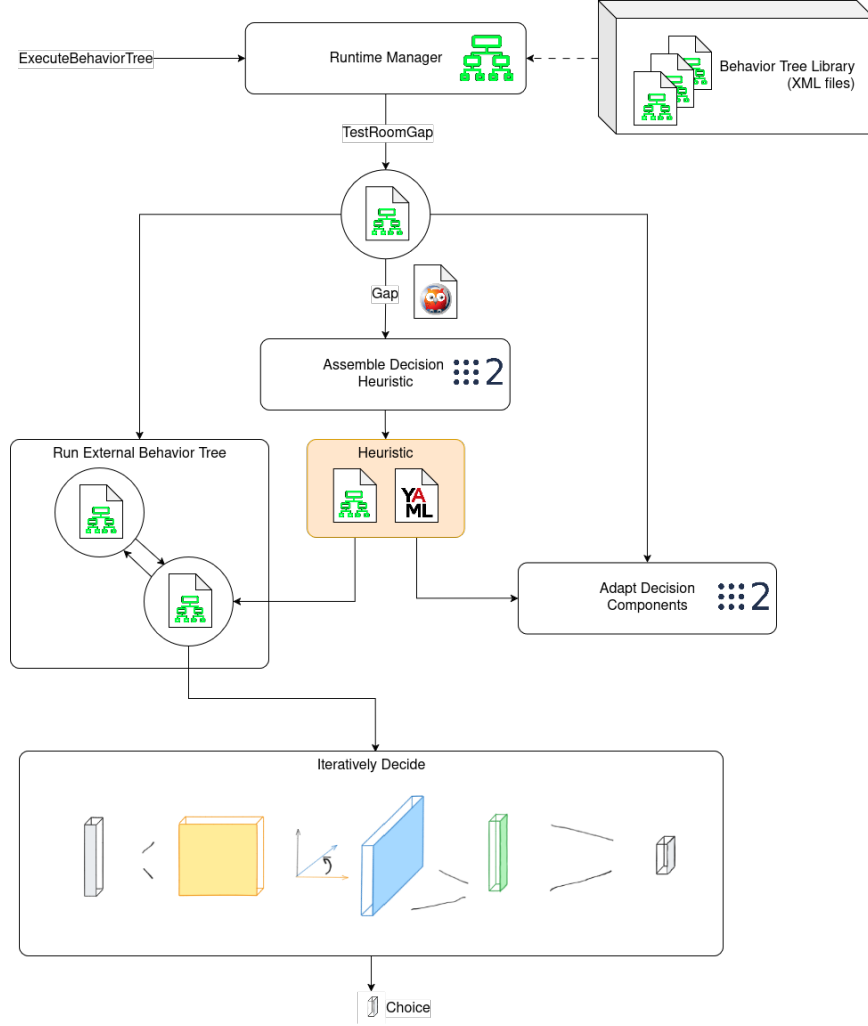 ExecuteBehaviorTree
Runtime Manager
Behavior Tree Library
(XML files)
TestRoomGap
Gap
Assemble Decision
Heuristic
2
Run External Behavior Tree
Heuristic
YA
ML
Adapt Decision
Components
2
Iteratively Decide
Choice